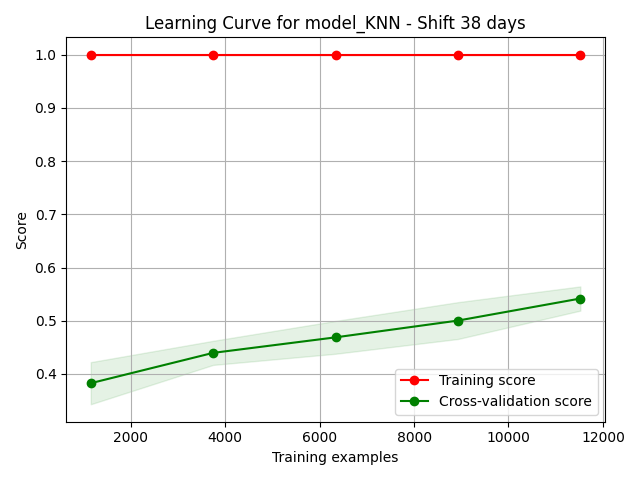 Learning Curve for model_KNN - Shift 38 days
Score
1.0
0.9
0.8
0.7
0.6
0.5
0.4
Training score
Cross-validation score
2000 4000 6000 8000 10000 12000
Training examples